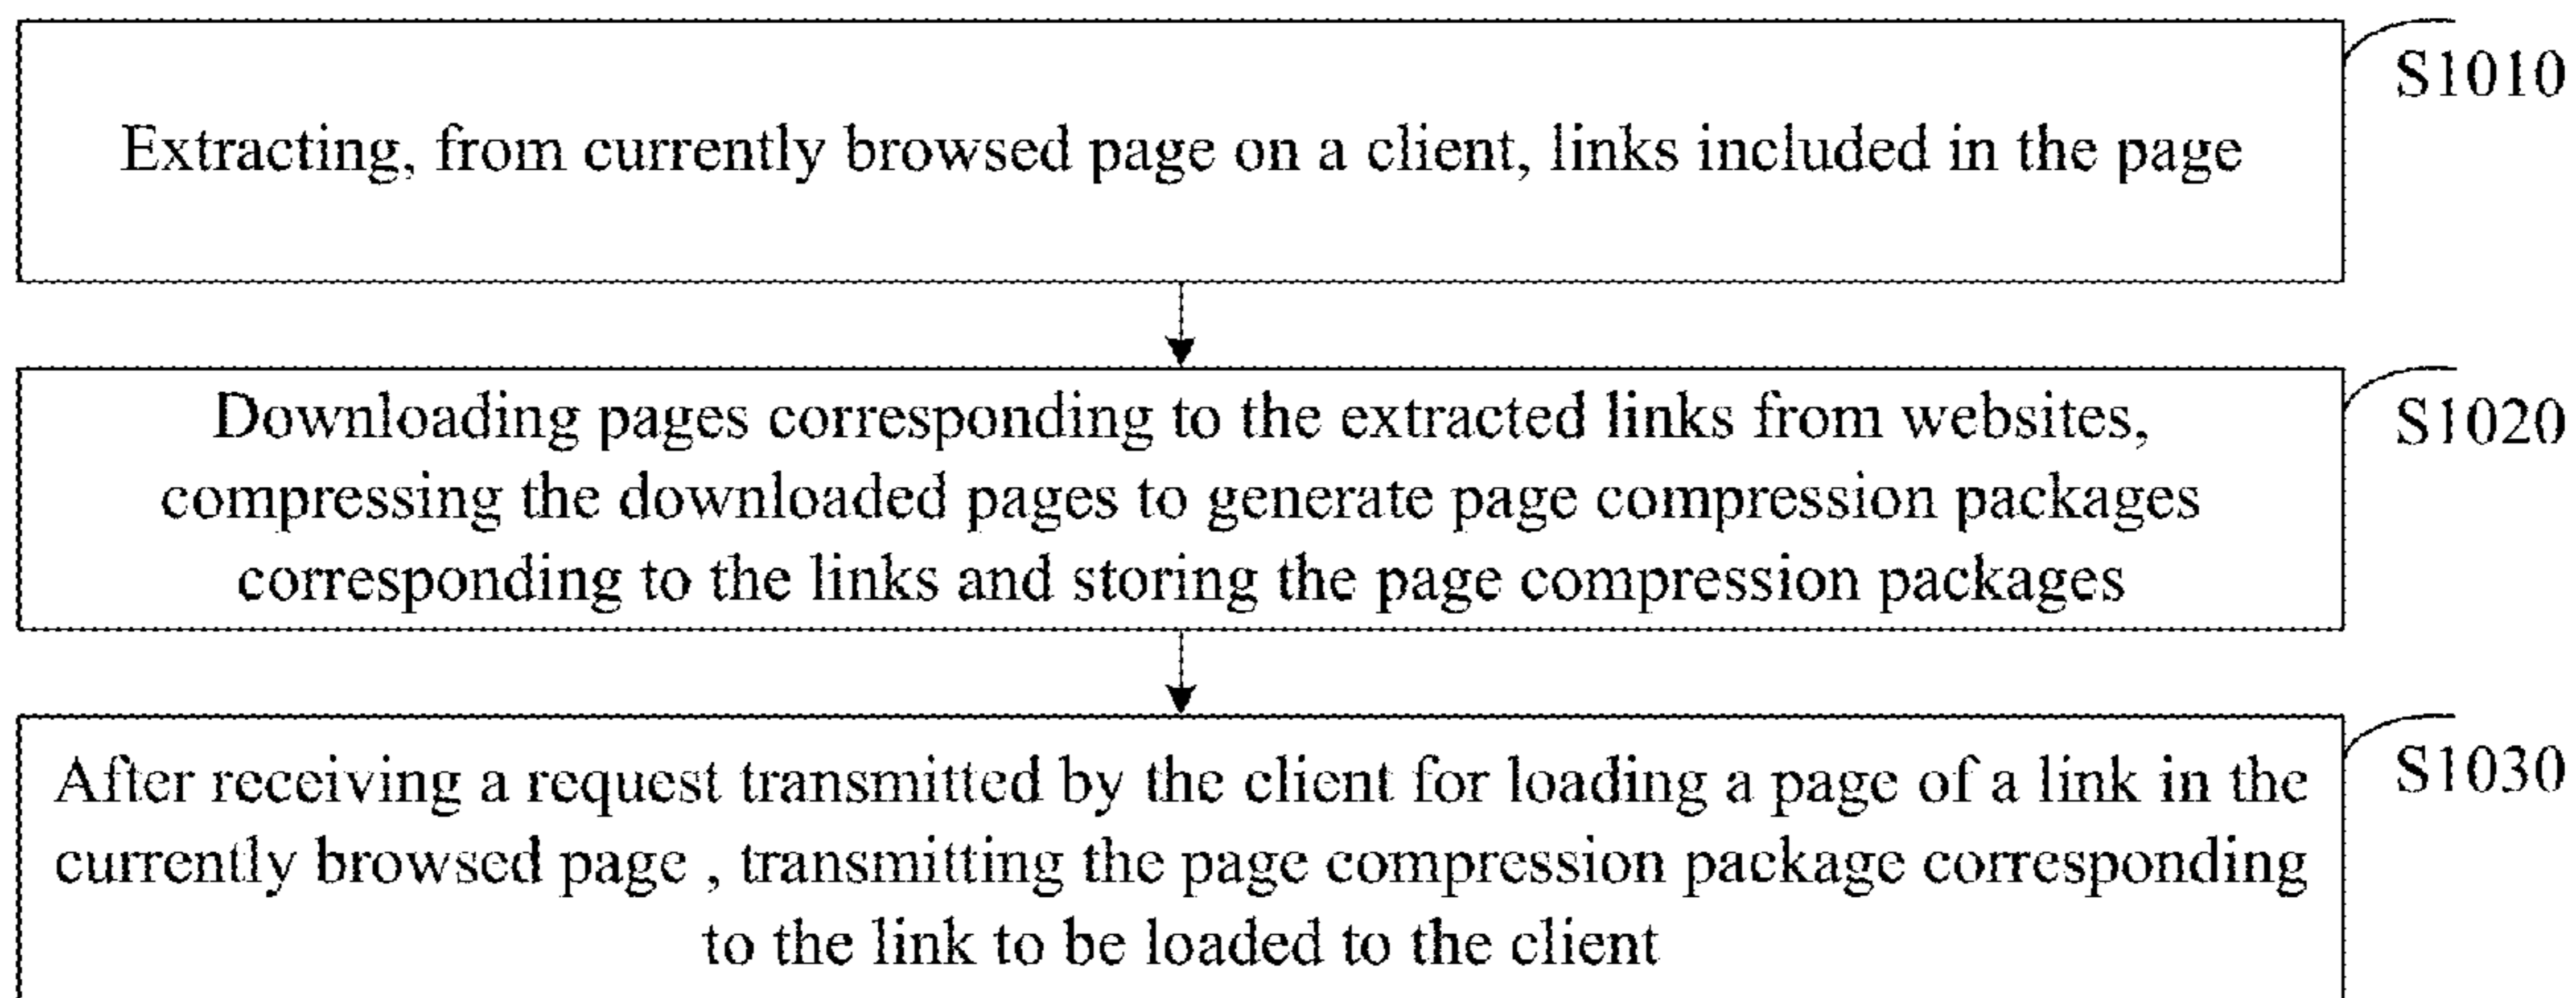 S1010
Extracting, from currently browsed page on a client, links included in the page
S1020
Downloading pages corresponding to the extracted links from websites,
compressing the downloaded pages to generate page compression packages
corresponding to the links and storing the page compression packages
S1030
After receiving a request transmitted by the client for loading a page of a link in the
currently browsed page , transmitting the page compression package corresponding
to the link to be loaded to the client